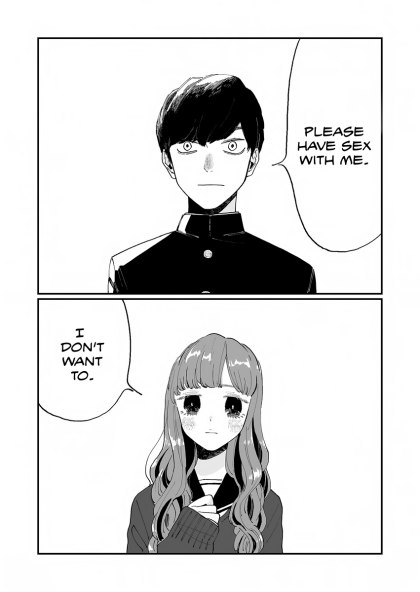 PLEASE
HAVE SEX
WITH ME.
I
DON'T
WANT
TO.